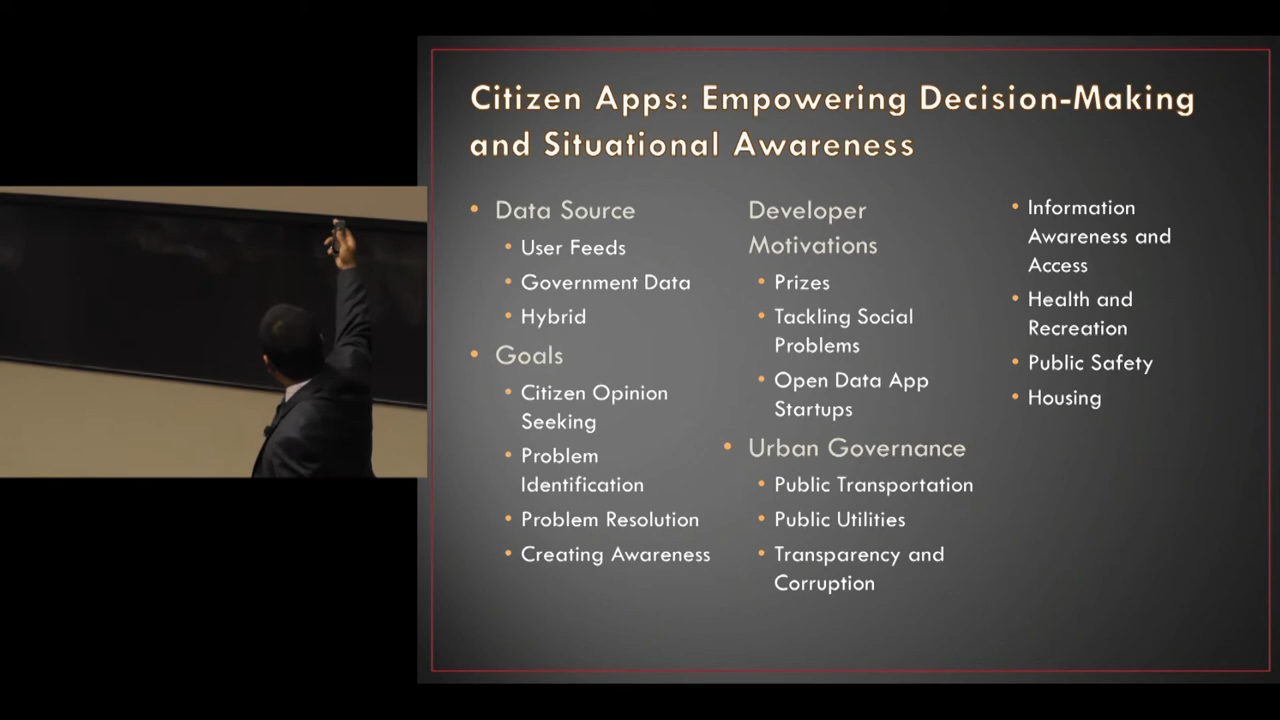 Citizen Apps: Empowering Decision-Making
and Situational Awareness
• Data Source
• User Feeds
• Government Data
• Hybrid
• Goals
• Citizen Opinion
Seeking
• Problem
Identification
• Problem Resolution
• Creating Awareness
Developer
Motivations
• Prizes
• Tackling Social
Problems
• Open Data App
Startups
• Urban Governance
• Public Transportation
• Public Utilities
• Transparency and
Corruption
• Information
Awareness and
Access
• Health and
Recreation
• Public Safety
• Housing